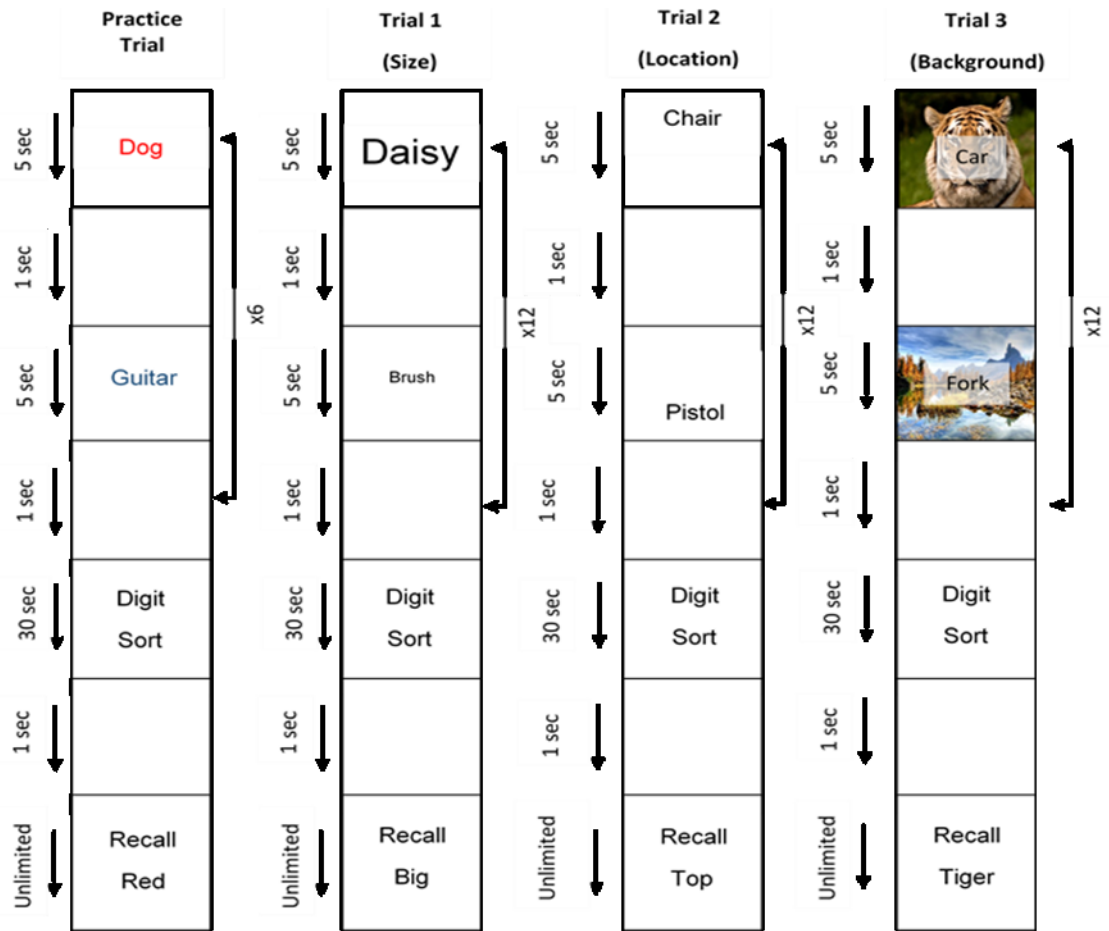 Practice
Trial
5 sec
Dog
1 sec
x6
5 sec
Guitar
1 sec
30 sec
Digit
Sort
1 sec
Unlimited
Recall
Red
Trial 1
(Size)
5 sec
Daisy
1 sec
x12
5 sec
Brush
1 sec
30 sec
Digit
Sort
1 sec
Unlimited
Recall
Big
Trial 2
(Location)
5 sec
Chair
1 sec
x12
5 sec
Pistol
1 sec
30 sec
Digit
Sort
1 sec
Unlimited
Recall
Top
Trial 3
(Background)
5 sec
Car
1 sec
x12
5 sec
Fork
1 sec
30 sec
Digit
Sort
1 sec
Unlimited
Recall
Tiger